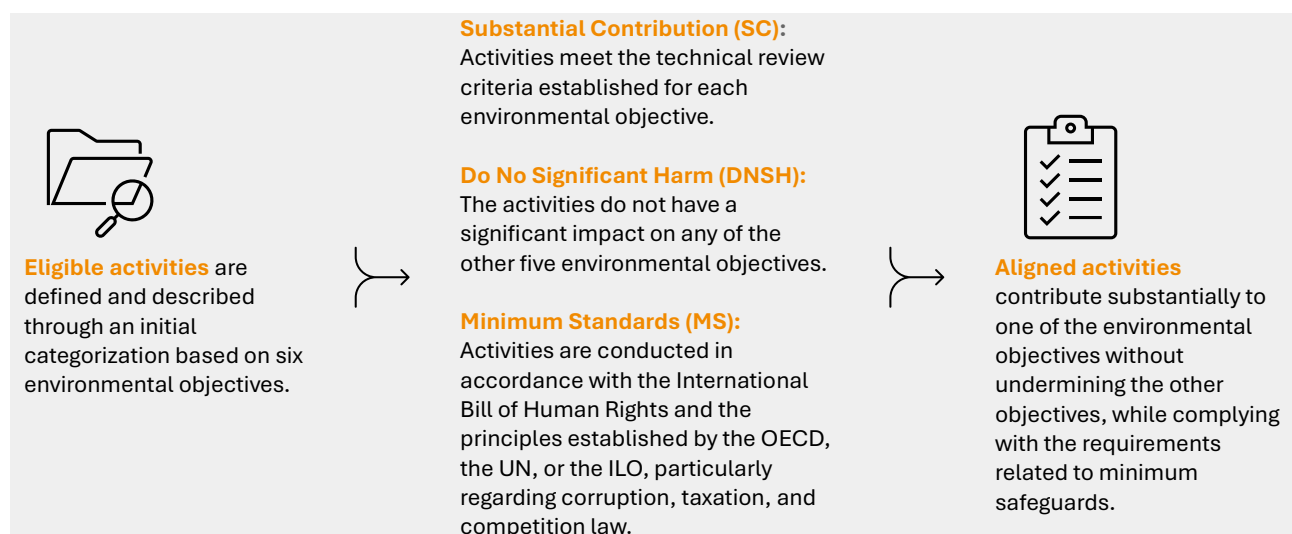 Eligible activities are
defined and described
through an initial
categorization based on six
environmental objectives.
Substantial Contribution (SC):
Activities meet the technical review
criteria established for each
environmental objective.
Do No Significant Harm (DNSH):
The activities do not have a
significant impact on any of the
other five environmental objectives.
Minimum Standards (MS):
Activities are conducted in
accordance with the International
Bill of Human Rights and the
principles established by the OECD,
the UN, or the ILO, particularly
regarding corruption, taxation, and
competition law.
Aligned activities
contribute substantially to
one of the environmental
objectives without
undermining the other
objectives, while complying
with the requirements
related to minimum
safeguards.